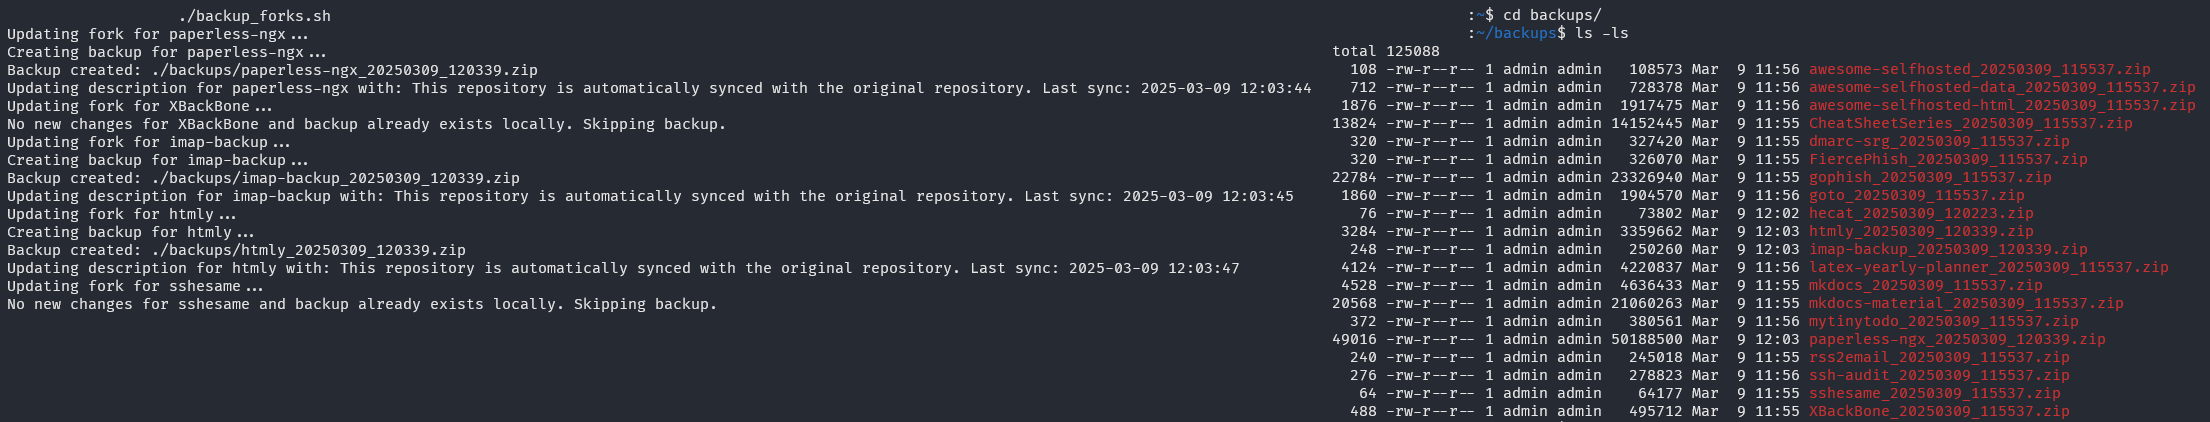 ./backup_forks.sh
Updating fork for paperless-ngx...
Creating backup for paperless-ngx...
Backup created: ./backups/paperless-ngx_20250309_120339.zip
Updating description for paperless-ngx with: This repository is automatically synced with the original repository. Last sync: 2025-03-09 12:03:44
Updating fork for XBackBone...
No new changes for XBackBone and backup already exists locally. Skipping backup.
Updating fork for imap-backup...
Creating backup for imap-backup...
Backup created: ./backups/imap-backup_20250309_120339.zip
Updating description for imap-backup with: This repository is automatically synced with the original repository. Last sync: 2025-03-09 12:03:45
Updating fork for htmly...
Creating backup for htmly...
Backup created: ./backups/htmly_20250309_120339.zip
Updating description for htmly with: This repository is automatically synced with the original repository. Last sync: 2025-03-09 12:03:47
Updating fork for sshesame...
No new changes for sshesame and backup already exists locally. Skipping backup.
:~$ cd backups/
:~/backups$ ls -ls
total 125088
108 -rw-r--r-- 1 admin admin 108573 Mar 9 11:56 awesome-selfhosted_20250309_115537.zip
712 -rw-r--r-- 1 admin admin 728378 Mar 9 11:56 awesome-selfhosted-data_20250309_115537.zip
1876 -rw-r--r-- 1 admin admin 1917475 Mar 9 11:56 awesome-selfhosted-html_20250309_115537.zip
13824 -rw-r--r-- 1 admin admin 14152445 Mar 9 11:55 CheatSheetSeries_20250309_115537.zip
320 -rw-r--r-- 1 admin admin 327420 Mar 9 11:55 dmarc-srg_20250309_115537.zip
320 -rw-r--r-- 1 admin admin 326070 Mar 9 11:55 FiercePhish_20250309_115537.zip
22784 -rw-r--r-- 1 admin admin 23326940 Mar 9 11:55 gophish_20250309_115537.zip
1860 -rw-r--r-- 1 admin admin 1904570 Mar 9 11:55 goto_20250309_115537.zip
76 -rw-r--r-- 1 admin admin 73802 Mar 9 12:02 hecat_20250309_120223.zip
3284 -rw-r--r-- 1 admin admin 3359662 Mar 9 12:03 htmly_20250309_120339.zip
248 -rw-r--r-- 1 admin admin 250260 Mar 9 12:03 imap-backup_20250309_120339.zip
4124 -rw-r--r-- 1 admin admin 4220837 Mar 9 11:56 latex-yearly-planner_20250309_115537.zip
4528 -rw-r--r-- 1 admin admin 4636433 Mar 9 11:55 mkdocs_20250309_115537.zip
20568 -rw-r--r-- 1 admin admin 21060263 Mar 9 11:55 mkdocs-material_20250309_115537.zip
372 -rw-r--r-- 1 admin admin 380561 Mar 9 11:56 mytinytodo_20250309_115537.zip
49016 -rw-r--r-- 1 admin admin 50188500 Mar 9 12:03 paperless-ngx_20250309_120339.zip
240 -rw-r--r-- 1 admin admin 245018 Mar 9 11:55 rss2email_20250309_115537.zip
276 -rw-r--r-- 1 admin admin 278823 Mar 9 11:56 ssh-audit_20250309_115537.zip
64 -rw-r--r-- 1 admin admin 64177 Mar 9 11:55 sshesame_20250309_115537.zip
488 -rw-r--r-- 1 admin admin 495712 Mar 9 11:55 XBackBone_20250309_115537.zip